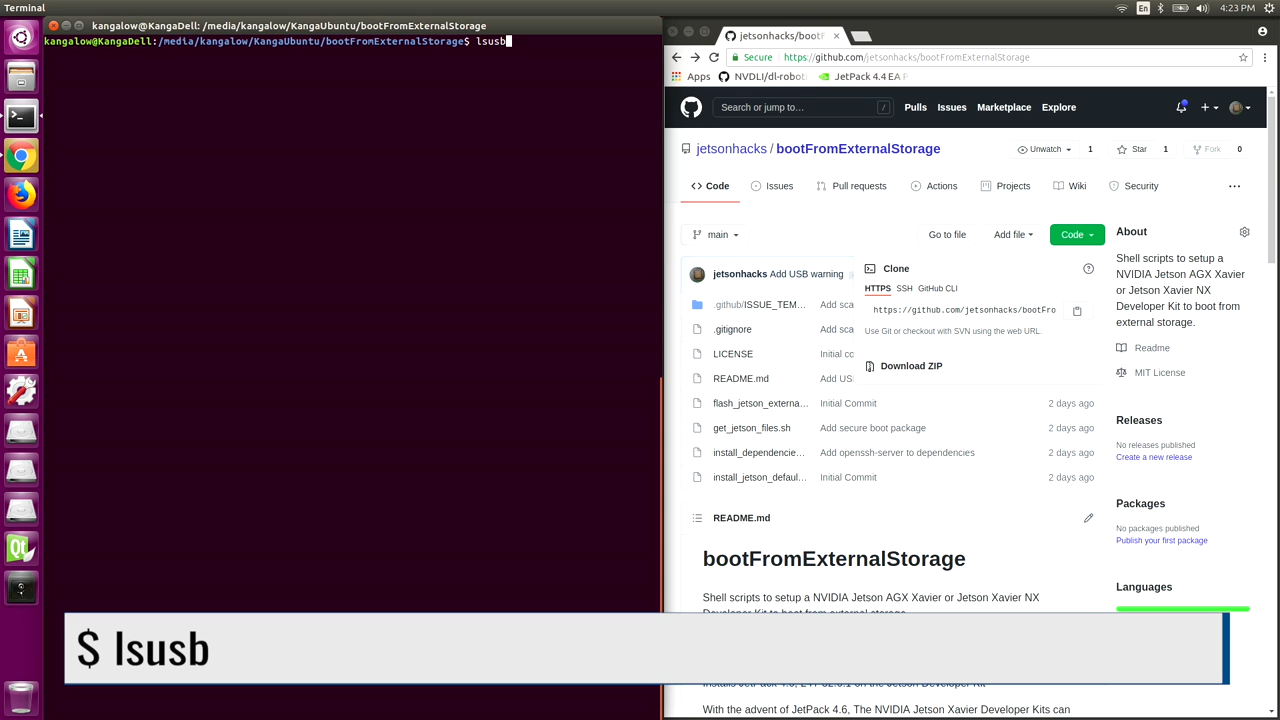 Terminal
En
4:23 PM
kangalow@KangaDell: /media/kangalow/KangaUbuntu/bootFromExternalStorage
kangalow@KangaDell:/media/kangalow/KangaUbuntu/bootFromExternalStorage$ lsusb
jetsonhacks/bootF
Secure
https://github.com/jetsonhacks/bootFromExternalStorage
Apps
NVDLI/dl-roboti
JetPack 4.4 EA P
Search or jump to…
/
Pulls
Issues
Marketplace
Explore
jetsonhacks / bootFromExternalStorage
Unwatch
1
Star
1
Fork
0
Code
Issues
Pull requests
Actions
Projects
Wiki
Security
main
Go to file
Add file
Code
jetsonhacks Add USB warning
.github/ISSUE_TEM… Add sca
.gitignore Add sca
LICENSE Initial cc
README.md Add US
flash_jetson_externa… Initial Commit 2 days ago
get_jetson_files.sh Add secure boot package 2 days ago
install_dependencie… Add openssh-server to dependencies 2 days ago
install_jetson_defaul… Initial Commit 2 days ago
Clone
HTTPS SSH GitHub CLI
https://github.com/jetsonhacks/bootFro
Use Git or checkout with SVN using the web URL.
Download ZIP
README.md
bootFromExternalStorage
Shell scripts to setup a NVIDIA Jetson AGX Xavier or Jetson Xavier NX
With the advent of JetPack 4.6, The NVIDIA Jetson Xavier Developer Kits can
About
Shell scripts to setup a
NVIDIA Jetson AGX Xavier
or Jetson Xavier NX
Developer Kit to boot from
external storage.
Readme
MIT License
Releases
No releases published
Create a new release
Packages
No packages published
Publish your first package
Languages
$ lsusb